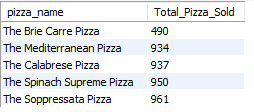 pizza_name Total_Pizza_Sold
The Brie Carre Pizza 490
The Mediterranean Pizza 934
The Calabrese Pizza 937
The Spinach Supreme Pizza 950
The Soppressata Pizza 961